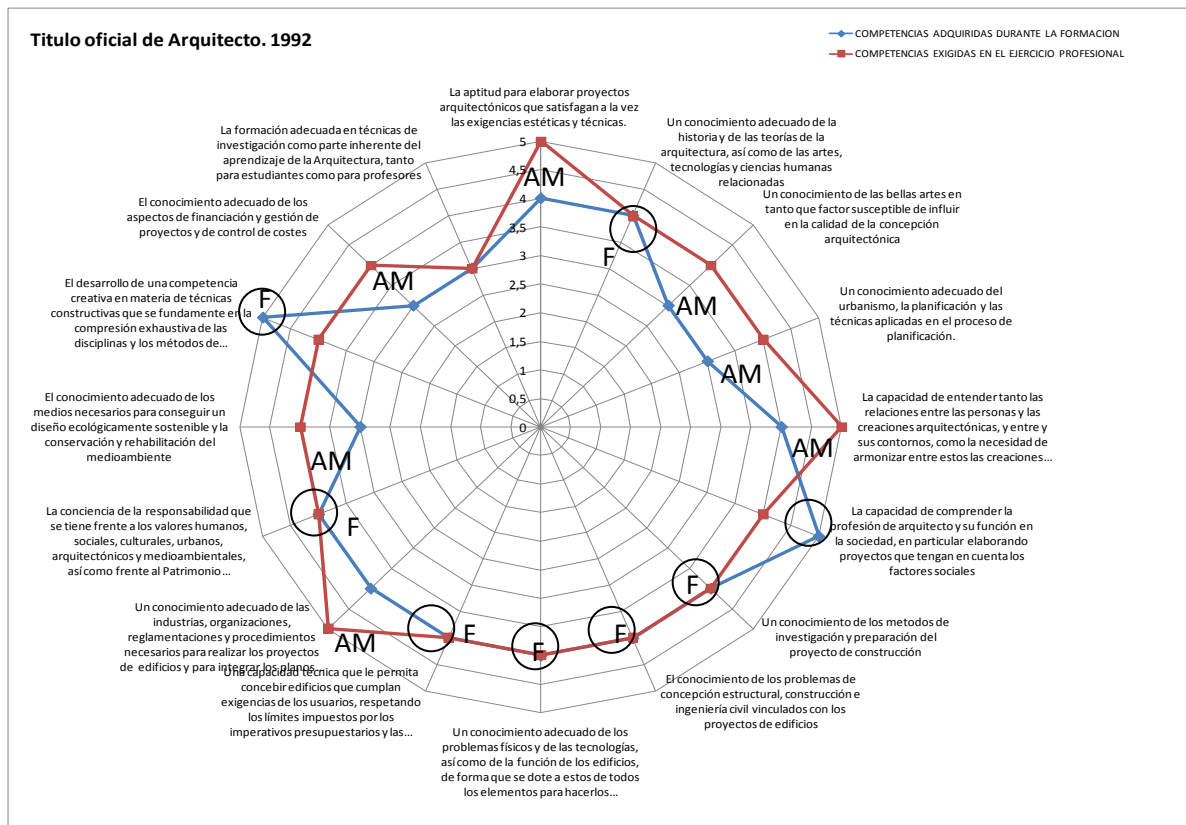 Titulo oficial de Arquitecto. 1992
COMPETENCIAS ADQUIRIDAS DURANTE LA FORMACION
COMPETENCIAS EXIGIDAS EN EL EJERCICIO PROFESIONAL
La aptitud para elaborar proyectos
arquitectónicos que satisfagan a la vez
las exigencias estéticas y técnicas.
Un conocimiento adecuado de la
historia y de las teorías de la
arquitectura, así como de las artes,
tecnologías y ciencias humanas
relacionadas
Un conocimiento de las bellas artes en
tanto que factor susceptible de influir
en la calidad de la concepción
arquitectónica
Un conocimiento adecuado del
urbanismo, la planificación y las
técnicas aplicadas en el proceso de
planificación.
La capacidad de entender tanto las
relaciones entre las personas y las
creaciones arquitectónicas, y entre y
sus contornos, como la necesidad de
armonizar entre estos las creaciones…
La capacidad de comprender la
profesión de arquitecto y su función en
la sociedad, en particular elaborando
proyectos que tengan en cuenta los
factores sociales
Un conocimiento de los metodos de
investigación y preparación del
proyecto de construcción
El conocimiento de los problemas de
concepción estructural, construcción e
ingeniería civil vinculados con los
proyectos de edificios
Un conocimiento adecuado de los
problemas físicos y de las tecnologías,
así como de la función de los edificios,
de forma que se dote a estos de todos
los elementos para hacerlos…
Una capacidad técnica que le permita
concebir edificios que cumplan
exigencias de los usuarios, respetando
los límites impuestos por los
imperativos presupuestarios y las…
Un conocimiento adecuado de las
industrias, organizaciones,
reglamentaciones y procedimientos
necesarios para realizar los proyectos
de edificios y para integrar los planos…
La conciencia de la responsabilidad que
se tiene frente a los valores humanos,
sociales, culturales, urbanos,
arquitectónicos y medioambientales,
así como frente al Patrimonio…
El conocimiento adecuado de los
medios necesarios para conseguir un
diseño ecológicamente sostenible y la
conservación y rehabilitación del
medioambiente
El desarrollo de una competencia
creativa en materia de técnicas
constructivas que se fundamente en la
compresión exhaustiva de las
disciplinas y los métodos de…
El conocimiento adecuado de los
aspectos de financiación y gestión de
proyectos y de control de costes
La formación adecuada en técnicas de
investigación como parte inherente del
aprendizaje de la Arquitectura, tanto
para estudiantes como para profesores
5
4,5
4
3,5
3
2,5
2
1,5
1
0,5
0
AM
F
AM
AM
AM
F
F
F
F
AM
F
AM
F
AM